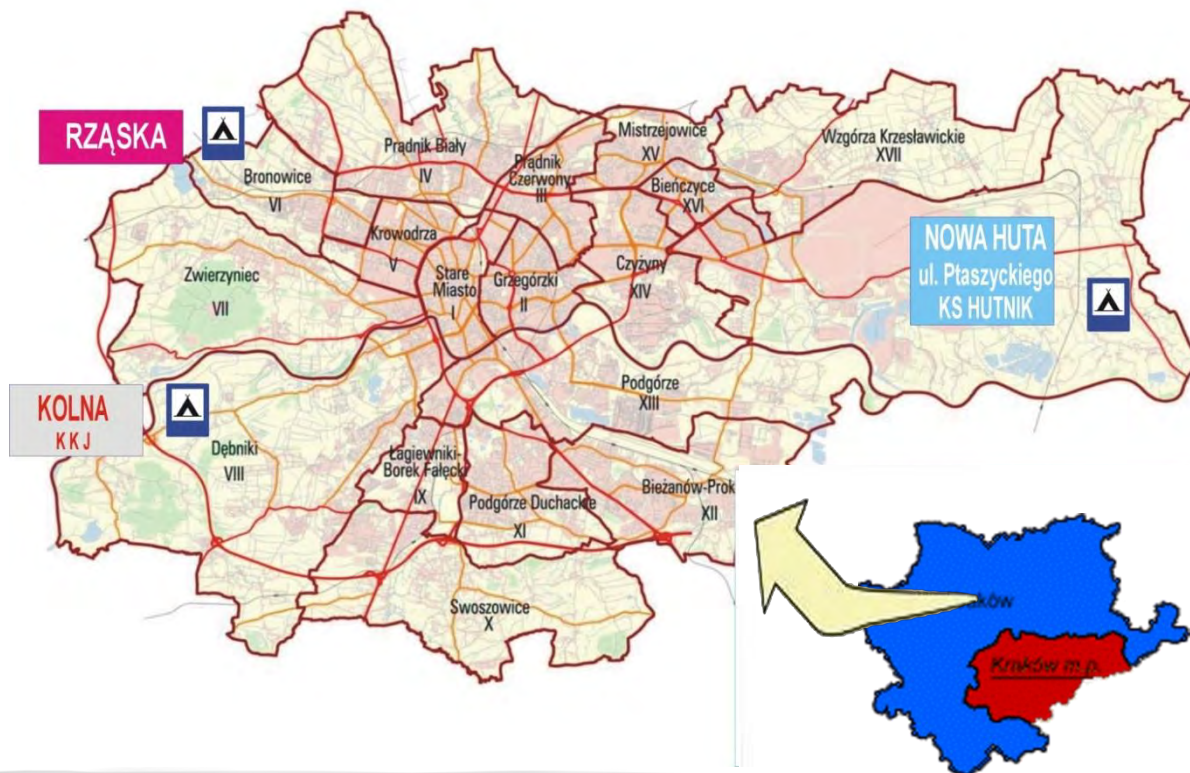 RZĄSKA
Prądnik Biały
IV
Mistrzejowice
XV
Wzgórza Krzesławickie
XVII
Bronowice
VI
Prądnik
Czerwony
III
Bieńczyce
XVI
Krowodrza
V
NOWA HUTA
ul. Ptaszyckiego
KS HUTNIK
Zwierzyniec
VII
Stare
Miasto
I
Grzegórzki
II
Czyżyny
XIV
KOLNA
KKJ
Podgórze
XIII
Dębniki
VIII
Łagiewniki-
Borek Fałęcki
IX
Podgórze Duchackie
XI
Bieżanów-Prok
XII
Swoszowice
X
aków
Kraków m.p.